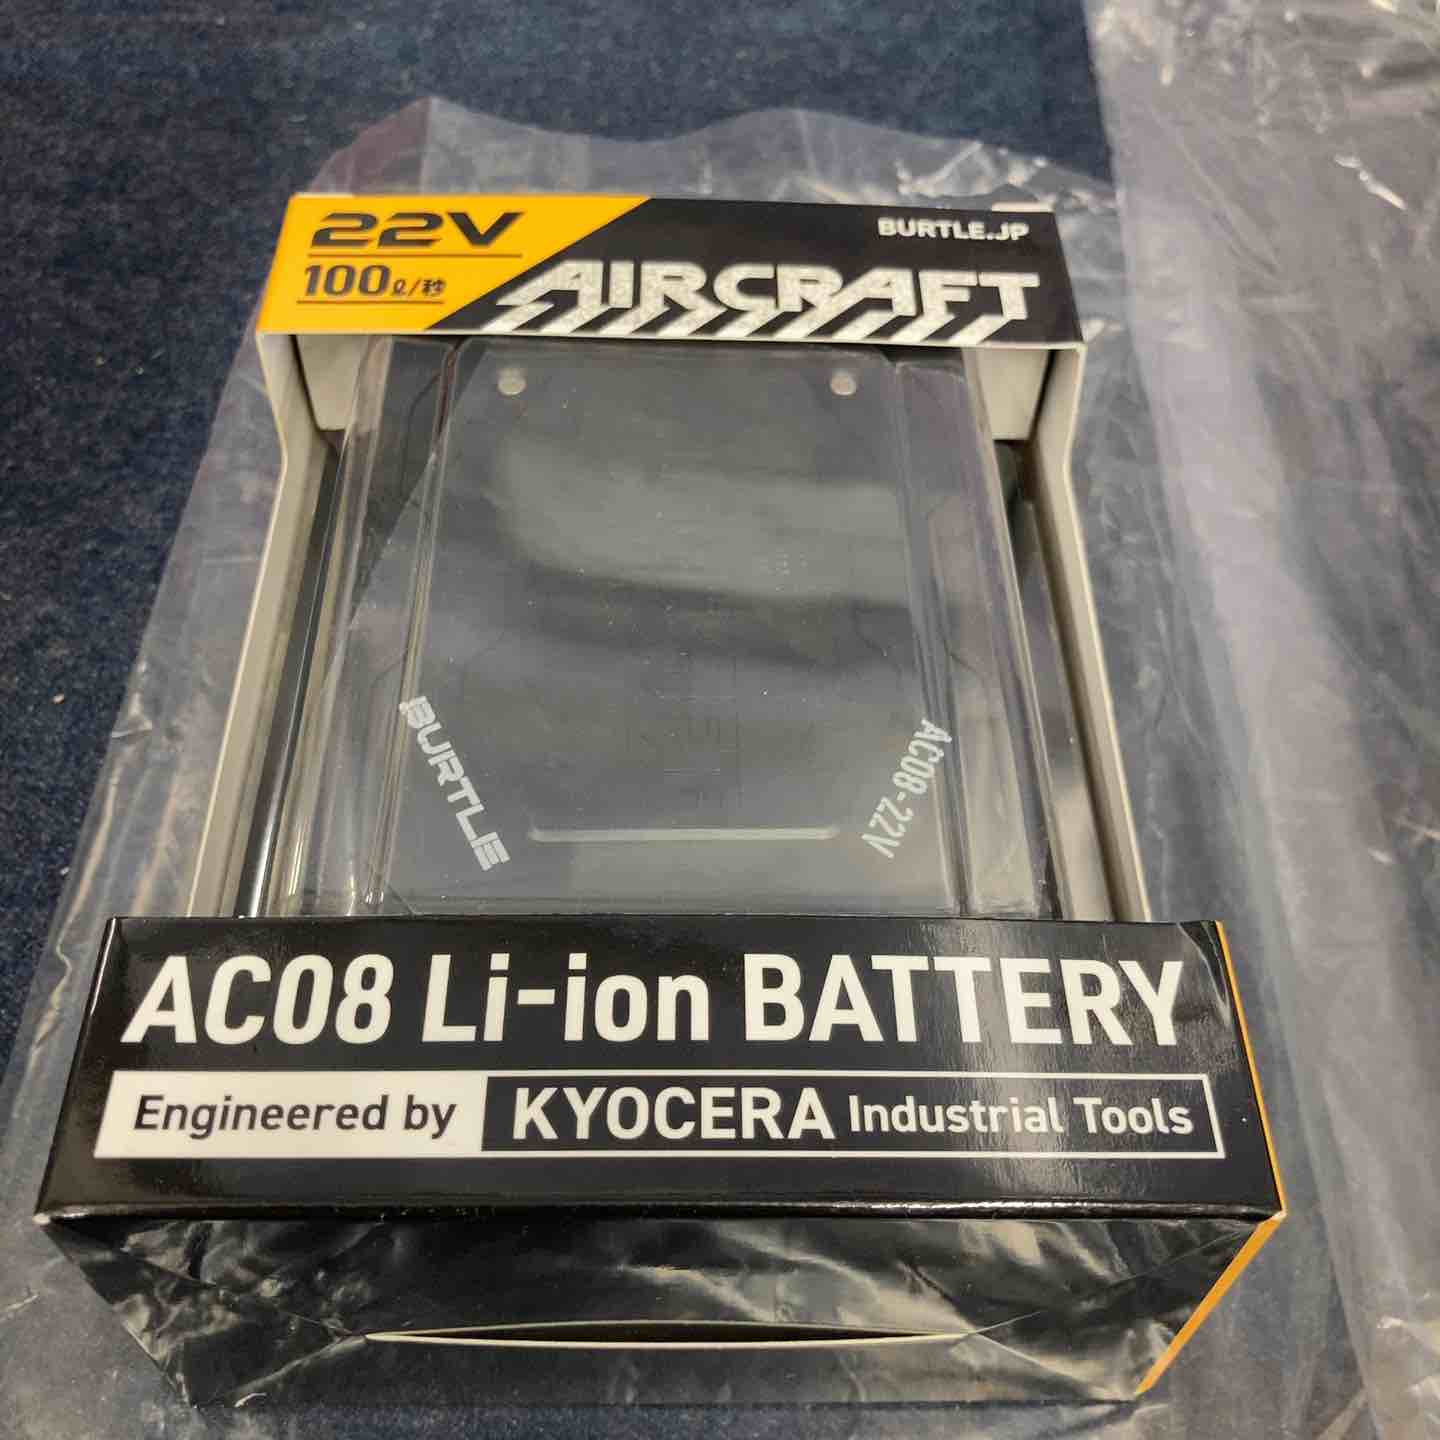 22V
100ℓ/秒
BURTLE.JP
AIRCRAFT
BURTLE
AC08-22V
AC08 Li-ion BATTERY
Engineered by KYOCERA Industrial Tools